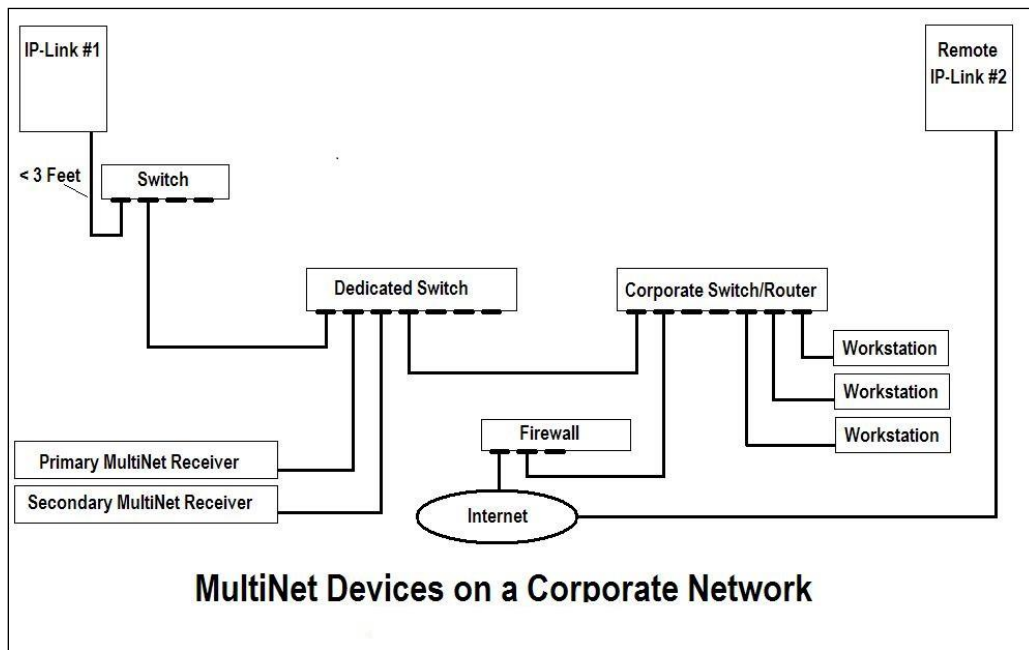 IP-Link #1
Remote
IP-Link #2
< 3 Feet
Switch
Dedicated Switch
Corporate Switch/Router
Workstation
Workstation
Workstation
Firewall
Primary MultiNet Receiver
Secondary MultiNet Receiver
Internet
MultiNet Devices on a Corporate Network